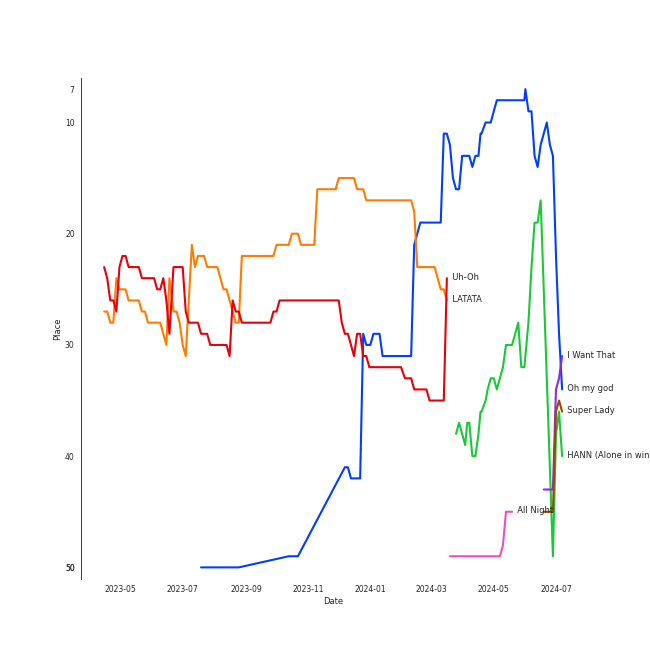 7
10
20
30
40
50
Place
Uh-Oh
LATATA
I Want That
Oh my god
Super Lady
HANN (Alone in win
All Night
2023-05
2023-07
2023-09
2023-11
2024-01
2024-03
2024-05
2024-07
Date